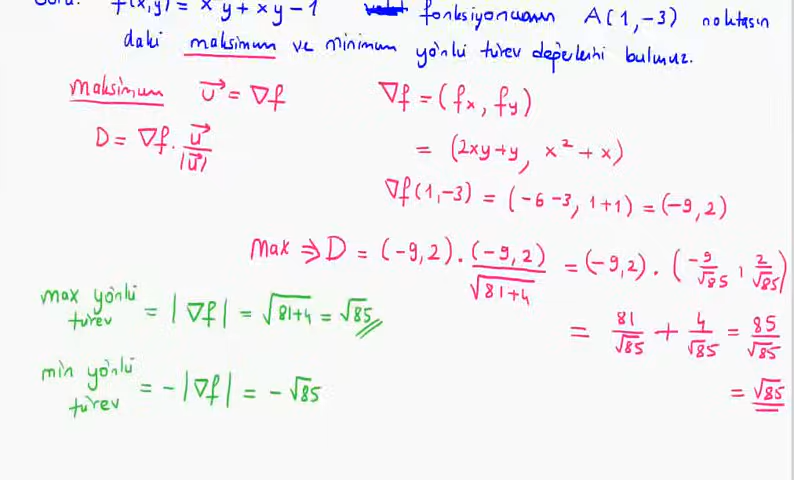 Soru: f(x,y) = x²y + xy - 1 fonksiyonunun A(1,-3) noktasın
daki maksimum ve minimum yönlü türev değerlerini bulunuz.
maksimum u⃗ = ∇f
D = ∇f · u⃗/|u⃗|
∇f = (fx, fy)
= (2xy+y, x²+x)
∇f(1,-3) = (-6-3, 1+1) = (-9,2)
Max ⇒ D = (-9,2) · (-9,2)/√81+4 = (-9,2) · (-9/√85, 2/√85)
= 81/√85 + 4/√85 = 85/√85
= √85
max yönlü türev = |∇f| = √81+4 = √85
min yönlü türev = -|∇f| = -√85